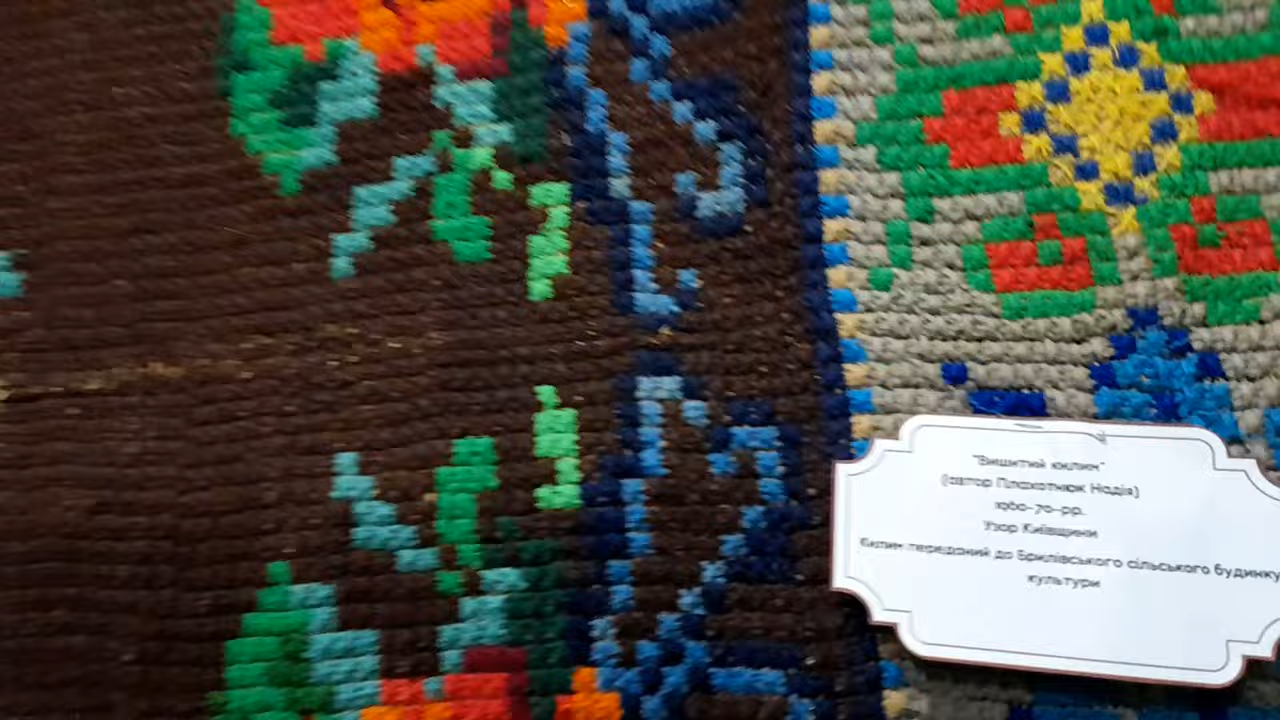 "Вишитий килим"
(автор Плахотнюк Надія)
1960-70-рр.
Узор Київщини
Килим переданий до Брилівського сільського будинку
культури